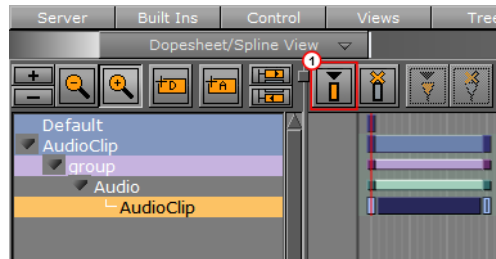 Server Built Ins Control Views Tree
Dopesheet/Spline View
1
D A
Default
AudioClip
group
Audio
AudioClip